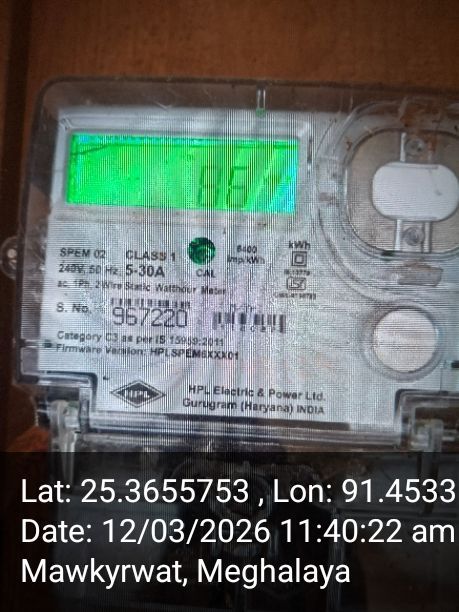 SPEM 02 CLASS 1
240V, 50 Hz, 5-30A
CAL
6400
imp/kWh
kWh
ac, 1Ph, 2 Wire Static Watthour Meter
S. No. 967220
Category C3 as per IS 15959:2011
Firmware Version: HPLSPEM6XXX01
HPL
HPL Electric & Power Ltd.
Gurugram (Haryana) INDIA
Lat: 25.3655753 , Lon: 91.4533
Date: 12/03/2026 11:40:22 am
Mawkyrwat, Meghalaya